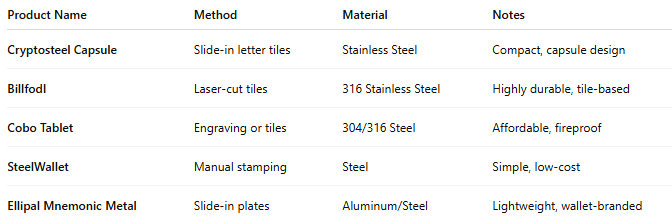 Product Name Method Material Notes
Cryptosteel Capsule Slide-in letter tiles Stainless Steel Compact, capsule design
Billfodl Laser-cut tiles 316 Stainless Steel Highly durable, tile-based
Cobo Tablet Engraving or tiles 304/316 Steel Affordable, fireproof
SteelWallet Manual stamping Steel Simple, low-cost
Ellipal Mnemonic Metal Slide-in plates Aluminum/Steel Lightweight, wallet-branded